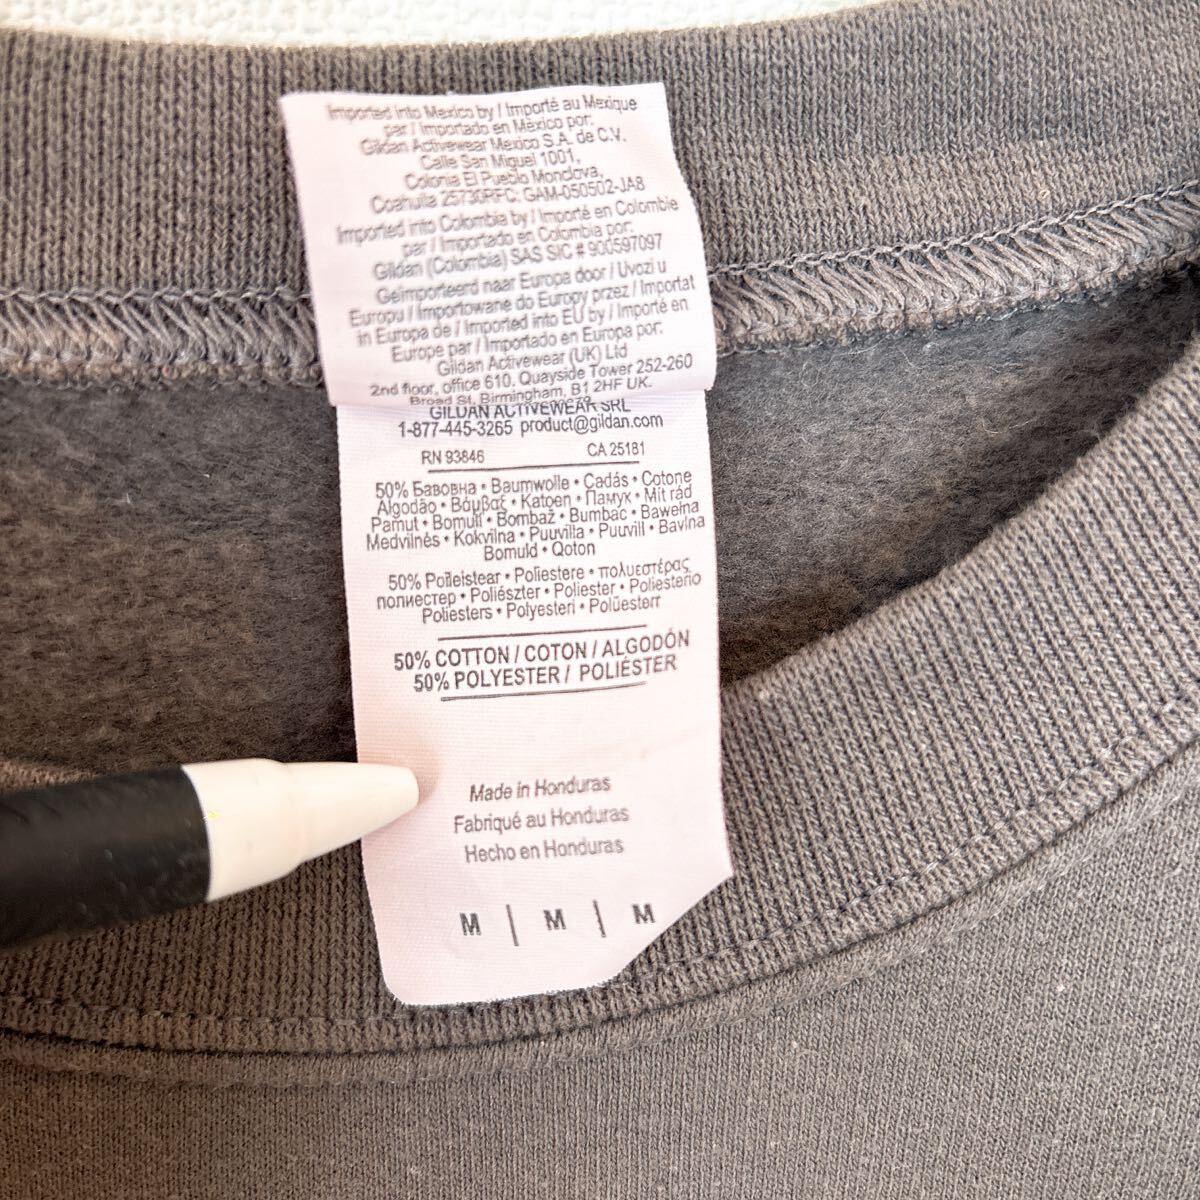 Imported into Mexico by / Importé au Mexique
par / Importado en México por:
Gildan Activewear Mexico S.A. de C.V.
Calle San Miguel 1001,
Colonia El Pueblo Monclova,
Coahuila 25730RFC: GAM-050502-JA8
Imported into Colombia by / Importé en Colombie
par / Importado en Colombia por:
Gildan (Colombia) SAS SIC # 900597097
Geïmporteerd naar Europa door / Uvozi u
Europu / Importowane do Europy przez / Importat
in Europa de / Imported into EU by / Importé en
Europe par / Importado en Europa por:
Gildan Activewear (UK) Ltd
2nd floor, office 610, Quayside Tower 252-260
Broad St, Birmingham, B1 2HF UK.
GILDAN ACTIVEWEAR SRL
1-877-445-3265 product@gildan.com
RN 93846 CA 25181
50% Бавовна • Baumwolle • Cadás • Cotone
Algodão • Βάμβαξ • Katoen • Памук • Mit rád
Pamut • Bomull • Bombaž • Bumbac • Bawełna
Medvilnės • Kokvilna • Puuvilla • Puuvill • Bavlna
Bomuld • Qoton
50% Poileistear • Poliestere • πολυεστέρας
полиестер • Poliészter • Poliester • Poliesterio
Poliesters • Polyesteri • Polüesterr
50% COTTON / COTON / ALGODÓN
50% POLYESTER / POLIÉSTER
Made in Honduras
Fabriqué au Honduras
Hecho en Honduras
M | M | M